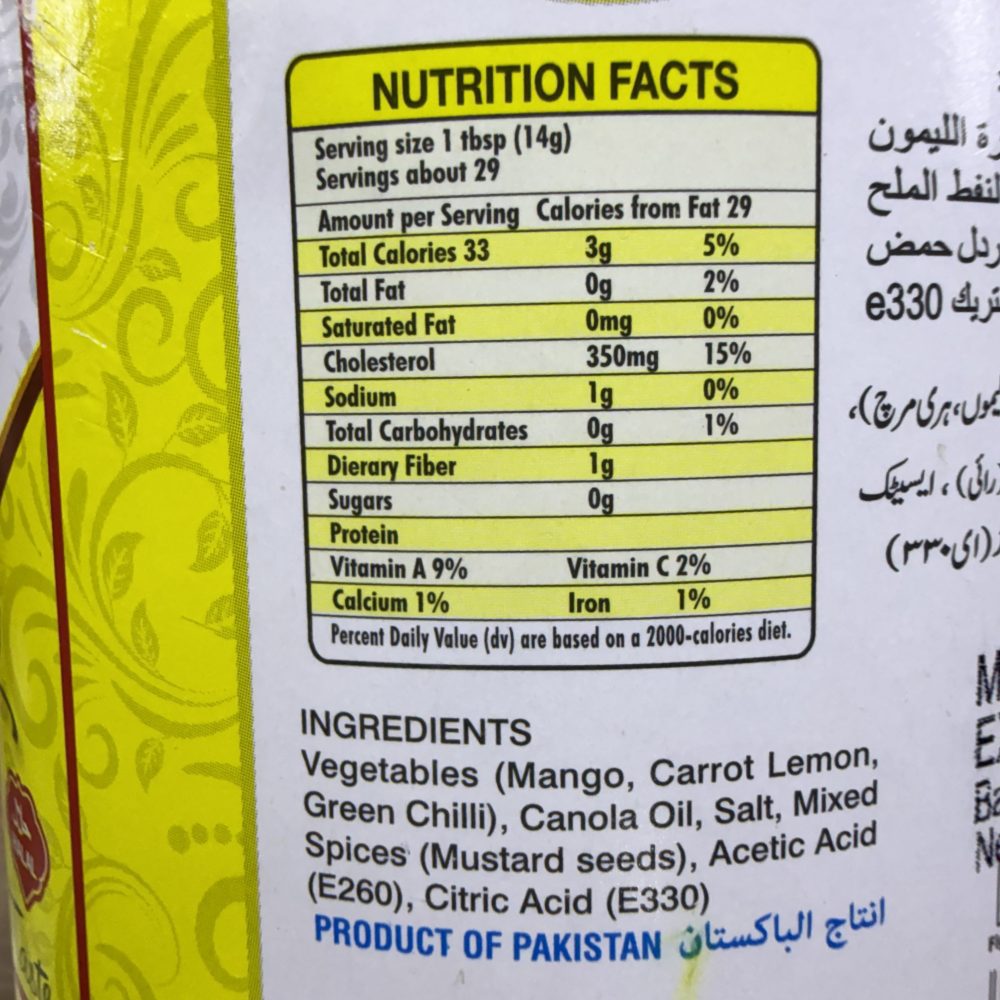 NUTRITION FACTS
Serving size 1 tbsp (14g)
Servings about 29
Amount per Serving Calories from Fat 29
Total Calories 33 3g 5%
Total Fat 0g 2%
Saturated Fat 0mg 0%
Cholesterol 350mg 15%
Sodium 1g 0%
Total Carbohydrates 0g 1%
Dierary Fiber 1g
Sugars 0g
Protein
Vitamin A 9% Vitamin C 2%
Calcium 1% Iron 1%
Percent Daily Value (dv) are based on a 2000-calories diet.
INGREDIENTS
Vegetables (Mango, Carrot Lemon,
Green Chilli), Canola Oil, Salt, Mixed
Spices (Mustard seeds), Acetic Acid
(E260), Citric Acid (E330)
PRODUCT OF PAKISTAN انتاج الباكستان
الليمون
النفط الملح
حمض
e330
ہری مرچ)،
(رائی)، ایسیٹک
(ای۳۳۰)